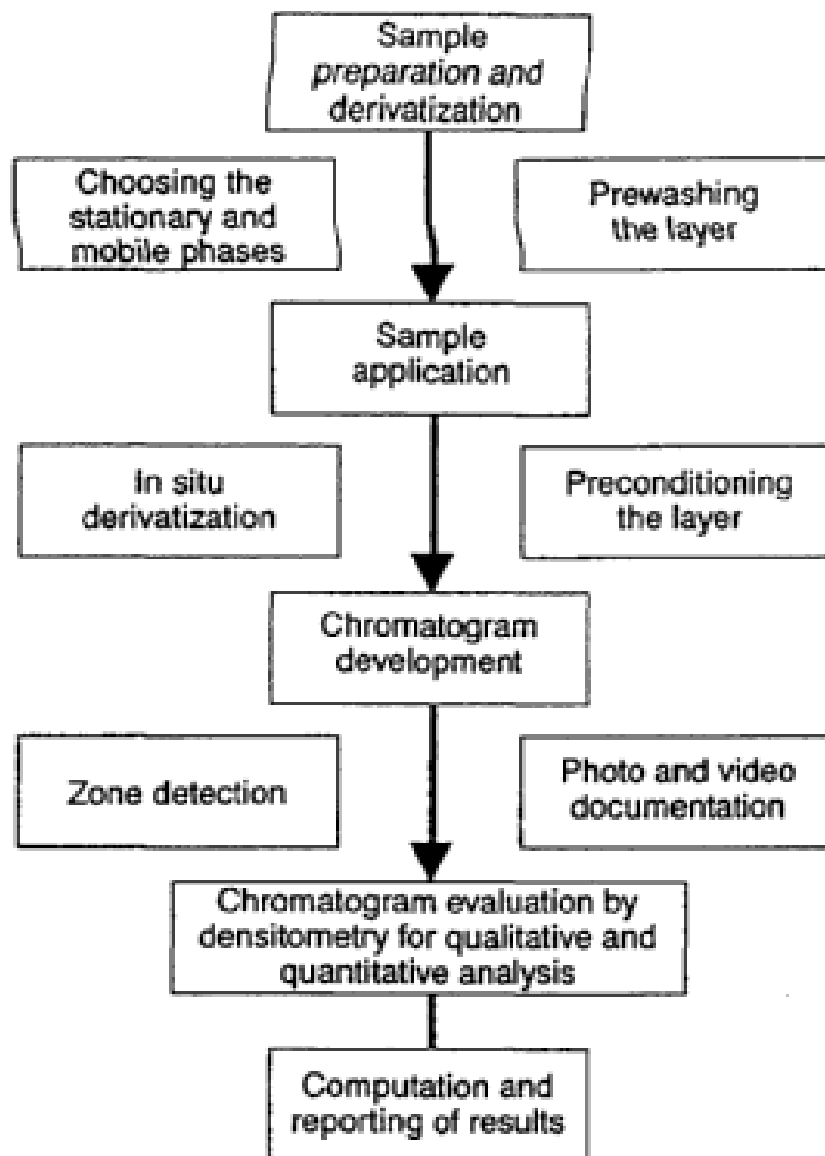 Sample
preparation and
derivatization
Choosing the
stationary and
mobile phases
Prewashing
the layer
Sample
application
In situ
derivatization
Preconditioning
the layer
Chromatogram
development
Zone detection
Photo and video
documentation
Chromatogram evaluation by
densitometry for qualitative and
quantitative analysis
Computation and
reporting of results